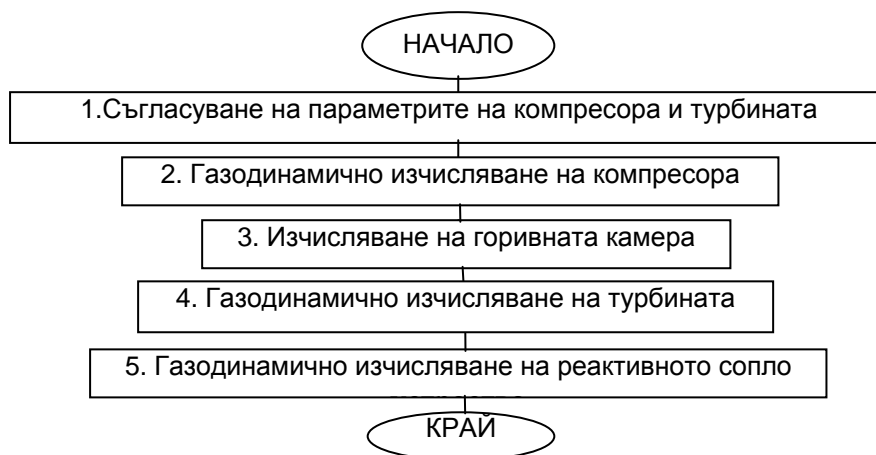 НАЧАЛО
1.Съгласуване на параметрите на компресора и турбината
2. Газодинамично изчисляване на компресора
3. Изчисляване на горивната камера
4. Газодинамично изчисляване на турбината
5. Газодинамично изчисляване на реактивното сопло
КРАЙ